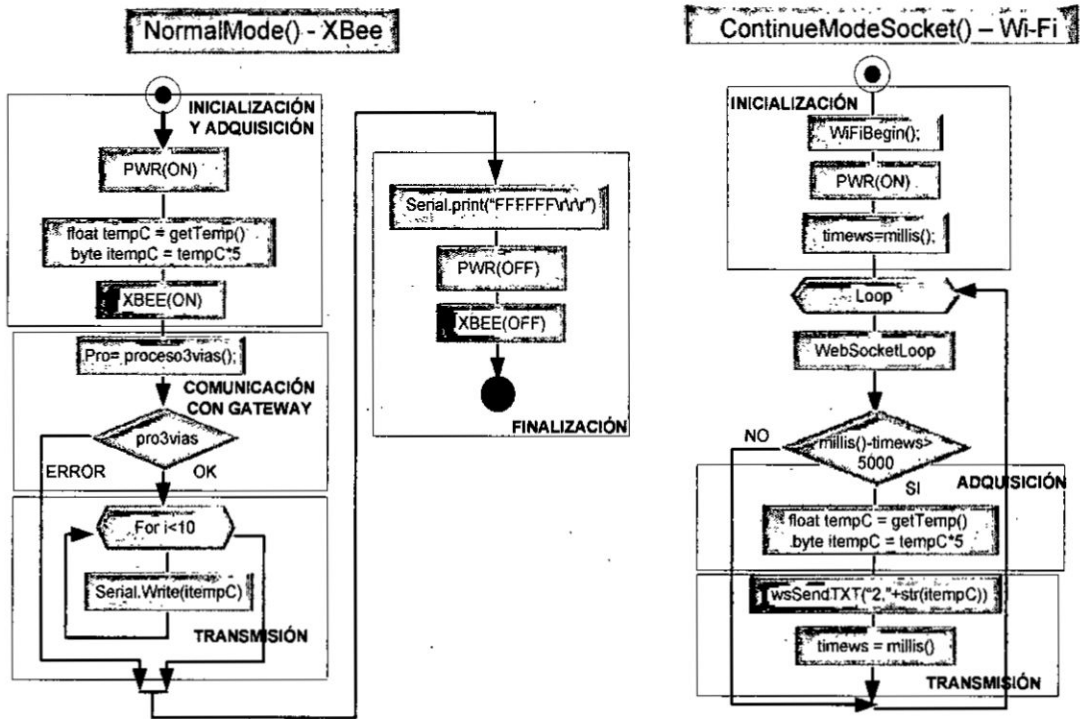 NormalMode() - XBee
INICIALIZACIÓN
Y ADQUISICIÓN
PWR(ON)
float tempC = getTemp()
byte itempC = tempC*5
XBEE(ON)
Pro= proceso3vias();
COMUNICACIÓN
CON GATEWAY
pro3vias
ERROR
OK
For i<10
Serial.Write(itempC)
TRANSMISIÓN
Serial.print("FFFFFF\r\r\r")
PWR(OFF)
XBEE(OFF)
FINALIZACIÓN
ContinueModeSocket() – Wi-Fi
INICIALIZACIÓN
WiFiBegin();
PWR(ON)
timews=millis();
Loop
WebSocketLoop
NO
millis()-timews>
5000
SI
ADQUISICIÓN
float tempC = getTemp()
byte itempC = tempC*5
wsSendTXT("2,"+str(itempC))
timews = millis()
TRANSMISIÓN